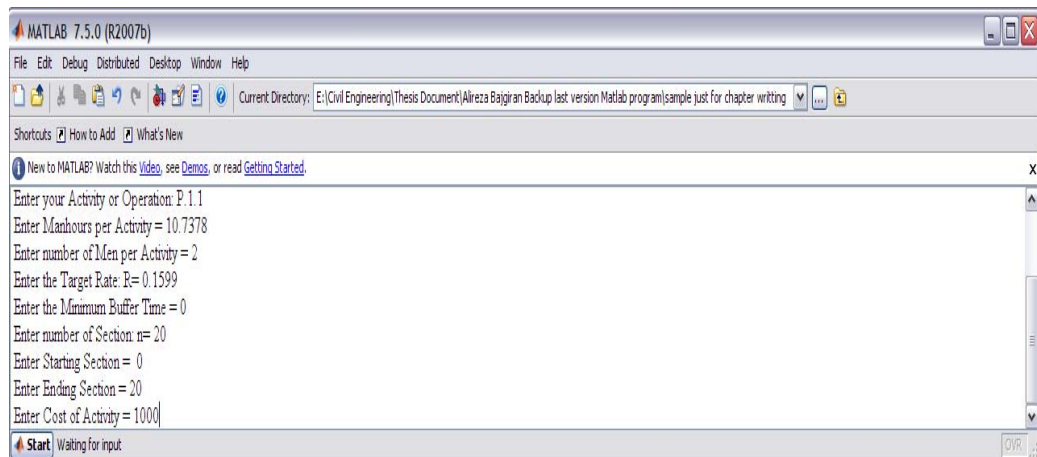 MATLAB 7.5.0 (R2007b)
File Edit Debug Distributed Desktop Window Help
Current Directory: E:\Civil Engineering\Thesis Document\Alireza Bajgiran Backup last version Matlab program\sample just for chapter writting
Shortcuts How to Add What's New
New to MATLAB? Watch this Video, see Demos, or read Getting Started.
Enter your Activity or Operation: P.1.1
Enter Manhours per Activity = 10.7378
Enter number of Men per Activity = 2
Enter the Target Rate: R= 0.1599
Enter the Minimum Buffer Time = 0
Enter number of Section: n= 20
Enter Starting Section = 0
Enter Ending Section = 20
Enter Cost of Activity = 1000
Start Waiting for input OVR